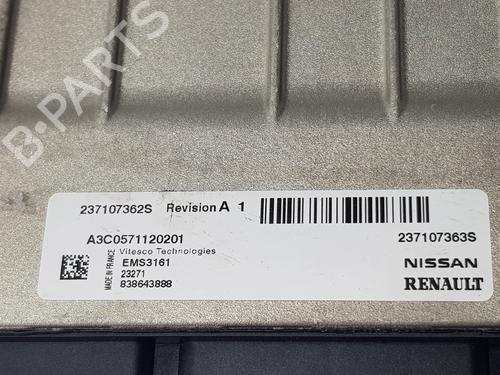 B-PARTS
237107362S Revision A 1
A3C0571120201 237107363S
Vitesco Technologies
MADE IN FRANCE
EMS3161 NISSAN
23271
838643888 RENAULT